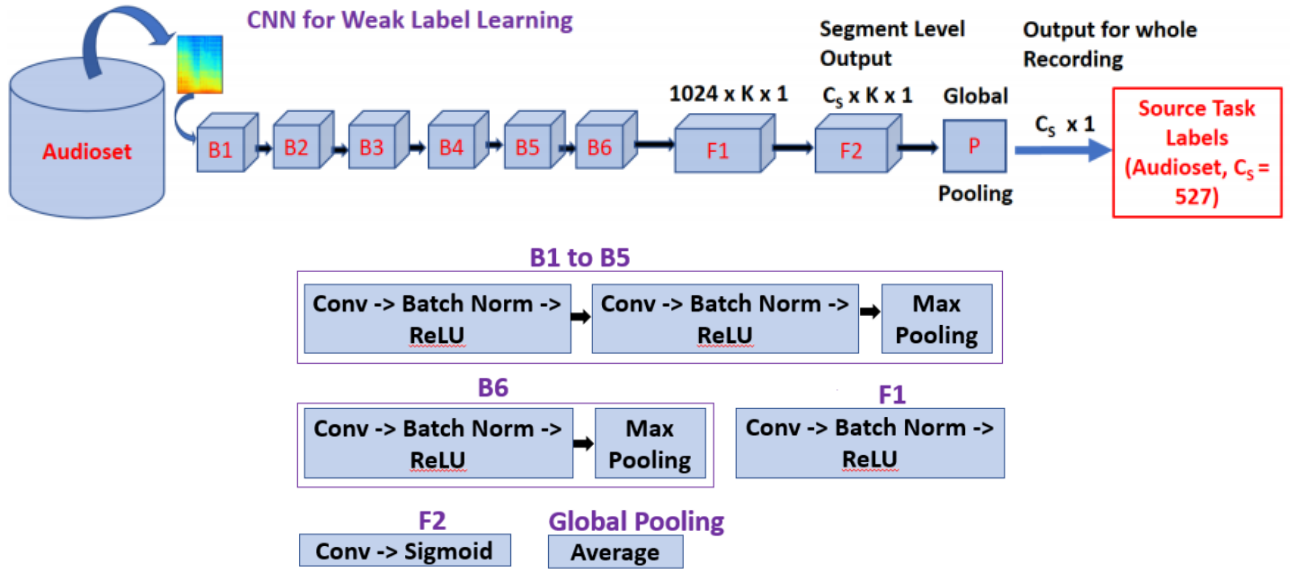 CNN for Weak Label Learning
Audioset
B1
B2
B3
B4
B5
B6
1024 x K x 1
F1
Segment Level
Output
C_S x K x 1
F2
Global
P
Pooling
Output for whole
Recording
C_S x 1
Source Task
Labels
(Audioset, C_S =
527)
B1 to B5
Conv -> Batch Norm ->
ReLU
Conv -> Batch Norm ->
ReLU
Max
Pooling
B6
Conv -> Batch Norm ->
ReLU
Max
Pooling
F1
Conv -> Batch Norm ->
ReLU
F2
Conv -> Sigmoid
Global Pooling
Average